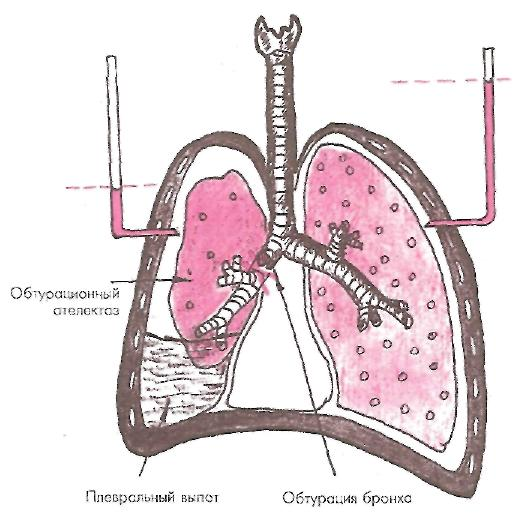 Обтурационный
ателектаз
Плевральный выпот
Обтурация бронха